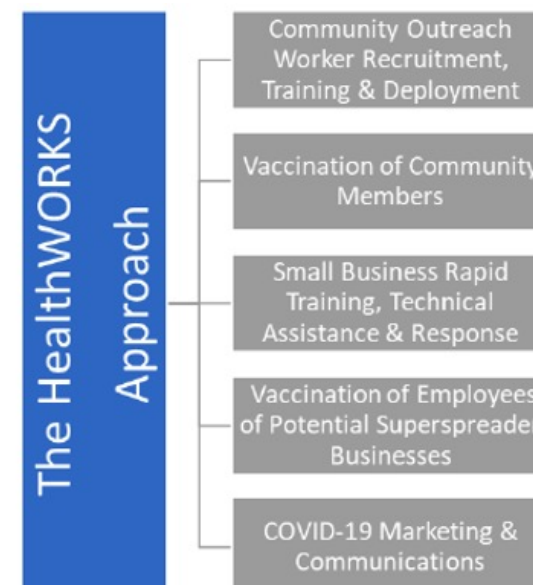 The HealthWORKS
Approach
Community Outreach
Worker Recruitment,
Training & Deployment
Vaccination of Community
Members
Small Business Rapid
Training, Technical
Assistance & Response
Vaccination of Employees
of Potential Superspreader
Businesses
COVID-19 Marketing &
Communications